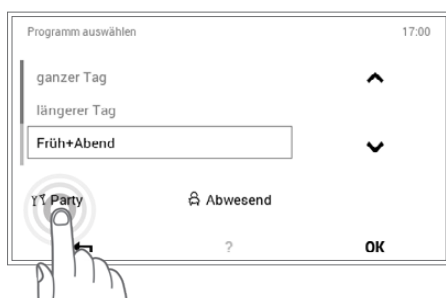 Programm auswählen 17:00
ganzer Tag
längerer Tag
Früh+Abend
Party Abwesend
? OK